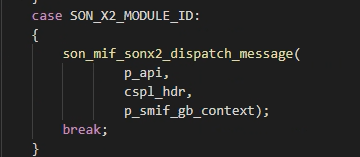 }
case SON_X2_MODULE_ID:
{
son_mif_sonx2_dispatch_message(
p_api,
cspl_hdr,
p_smif_gb_context);
break;
}